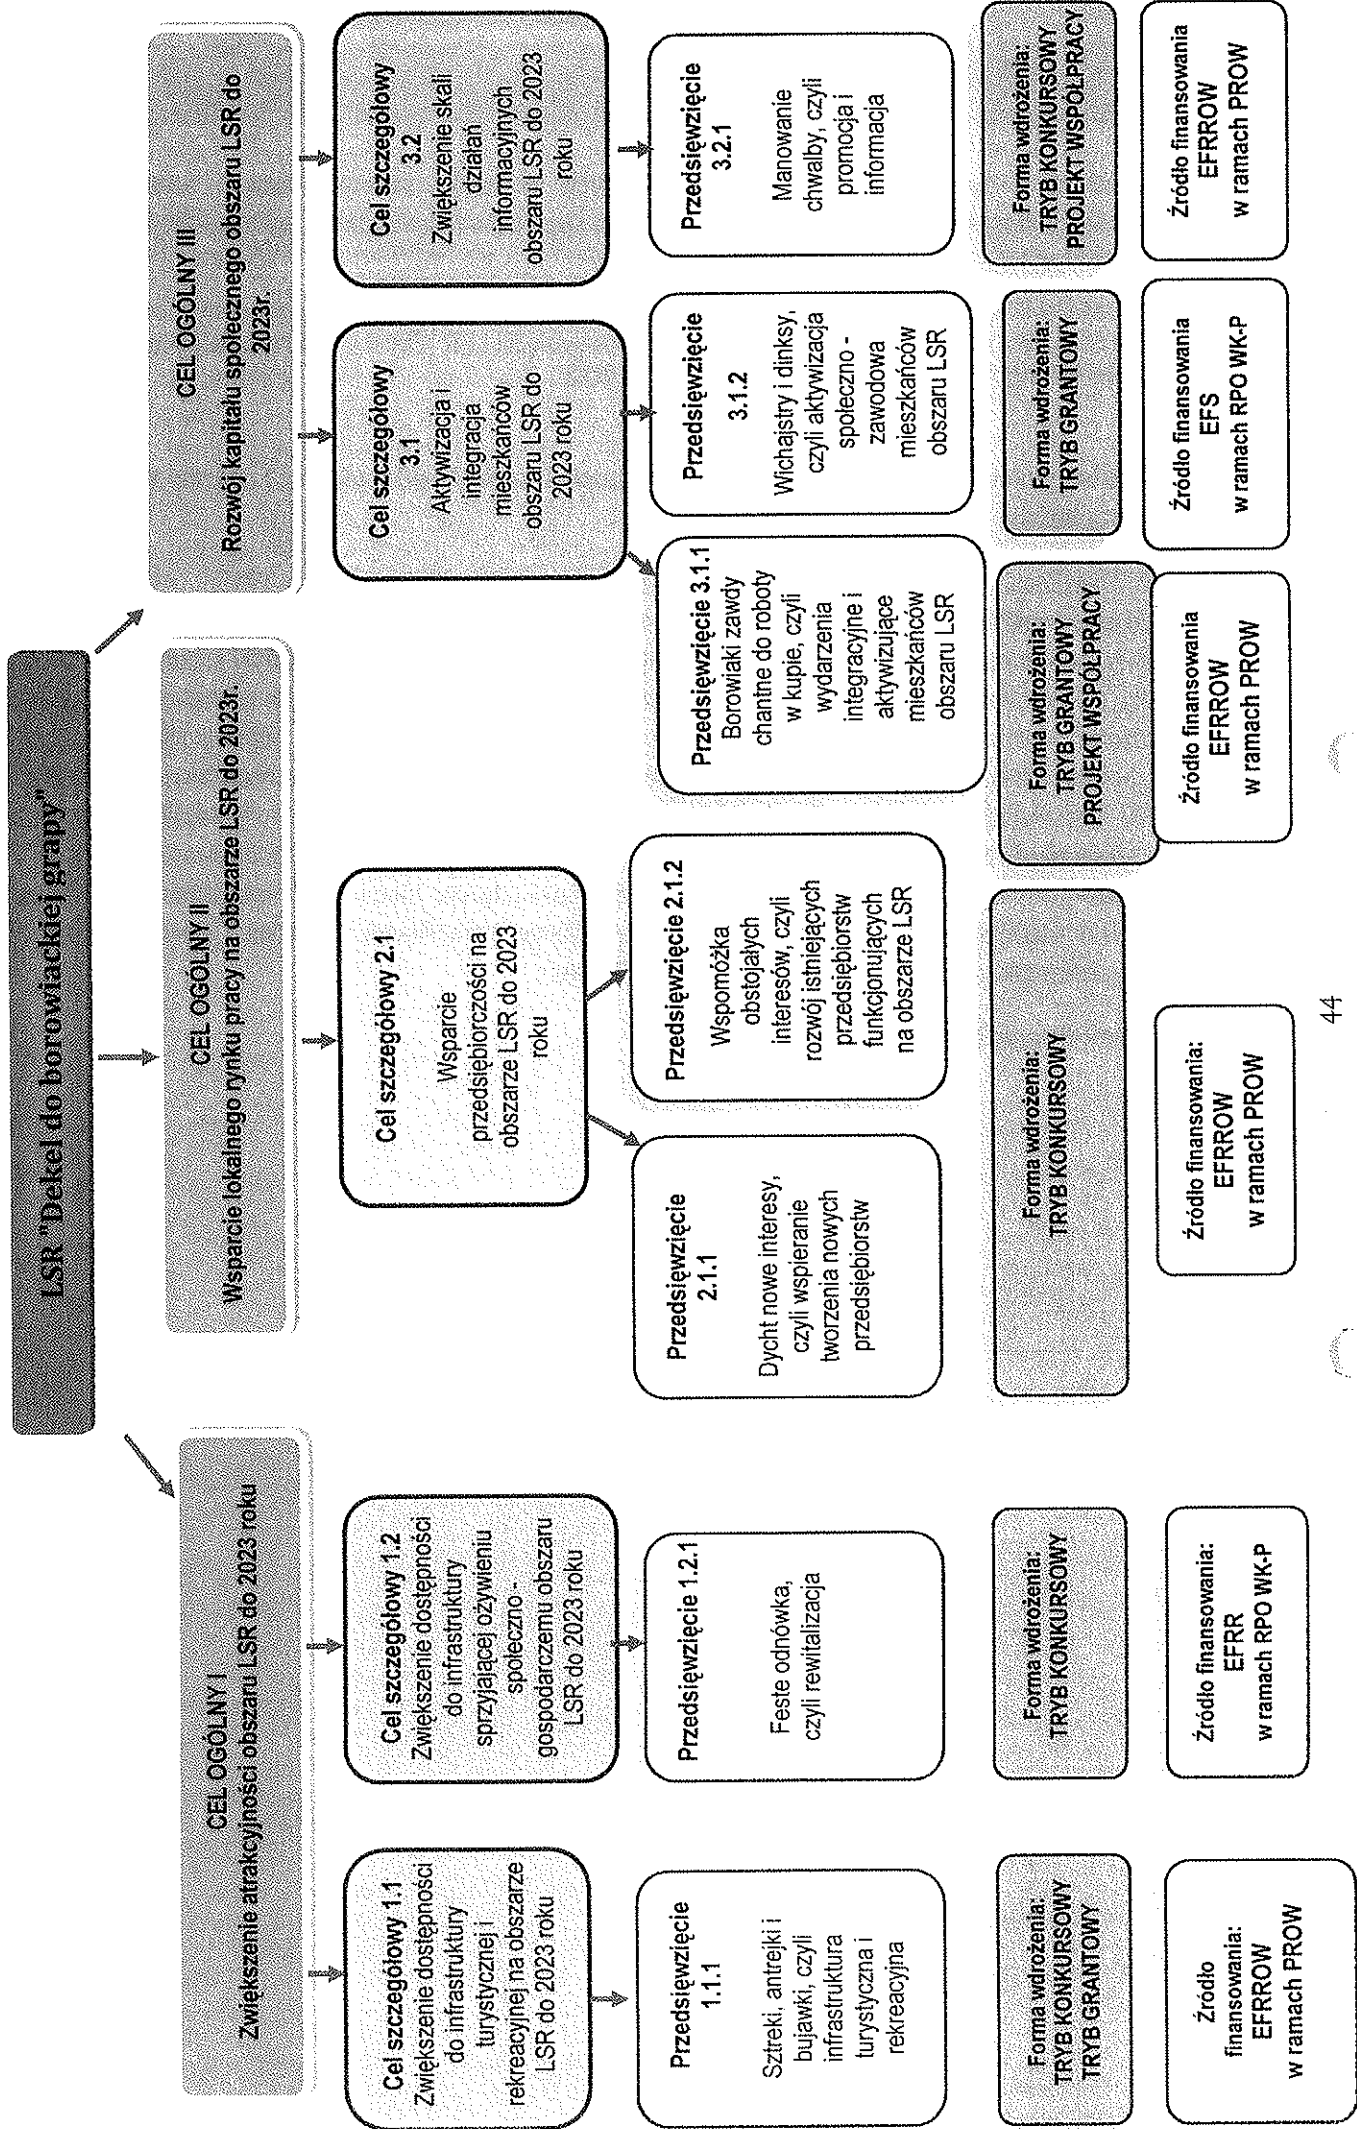 LSR "Dekel do borowiackiej grapy"
CEL OGÓLNY I
Zwiększenie atrakcyjności obszaru LSR do 2023 roku
CEL OGÓLNY II
Wsparcie lokalnego rynku pracy na obszarze LSR do 2023r.
CEL OGÓLNY III
Rozwój kapitału społecznego obszaru LSR do
2023r.
Cel szczegółowy 1.1
Zwiększenie dostępności
do infrastruktury
turystycznej i
rekreacyjnej na obszarze
LSR do 2023 roku
Cel szczegółowy 1.2
Zwiększenie dostępności
do infrastruktury
sprzyjającej ożywieniu
społeczno -
gospodarczemu obszaru
LSR do 2023 roku
Cel szczegółowy 2.1
Wsparcie
przedsiębiorczości na
obszarze LSR do 2023
roku
Cel szczegółowy
3.1
Aktywizacja i
integracja
mieszkańców
obszaru LSR do
2023 roku
Cel szczegółowy
3.2
Zwiększenie skali
działań
informacyjnych
obszaru LSR do 2023
roku
Przedsięwzięcie
1.1.1
Sztreki, antrejki i
bujawki, czyli
infrastruktura
turystyczna i
rekreacyjna
Przedsięwzięcie 1.2.1
Feste odnówka,
czyli rewitalizacja
Przedsięwzięcie
2.1.1
Dycht nowe interesy,
czyli wspieranie
tworzenia nowych
przedsiębiorstw
Przedsięwzięcie 2.1.2
Wspomóżka
obstojałych
interesów, czyli
rozwój istniejących
przedsiębiorstw
funkcjonujących
na obszarze LSR
Przedsięwzięcie 3.1.1
Borowiaki zawdy
chantne do roboty
w kupie, czyli
wydarzenia
integracyjne i
aktywizujące
mieszkańców
obszaru LSR
Przedsięwzięcie
3.1.2
Wichajstry i dinksy,
czyli aktywizacja
społeczno -
zawodowa
mieszkańców
obszaru LSR
Przedsięwzięcie
3.2.1
Manowanie
chwalby, czyli
promocja i
informacja
Forma wdrożenia:
TRYB KONKURSOWY
TRYB GRANTOWY
Forma wdrożenia:
TRYB KONKURSOWY
Forma wdrożenia:
TRYB KONKURSOWY
Forma wdrożenia:
TRYB GRANTOWY
PROJEKT WSPÓŁPRACY
Forma wdrożenia:
TRYB GRANTOWY
Forma wdrożenia:
TRYB KONKURSOWY
PROJEKT WSPÓŁPRACY
Źródło
finansowania:
EFRROW
w ramach PROW
Źródło finansowania:
EFRR
w ramach RPO WK-P
Źródło finansowania:
EFRROW
w ramach PROW
Źródło finansowania
EFRROW
w ramach PROW
Źródło finansowania
EFS
w ramach RPO WK-P
Źródło finansowania
EFRROW
w ramach PROW
44